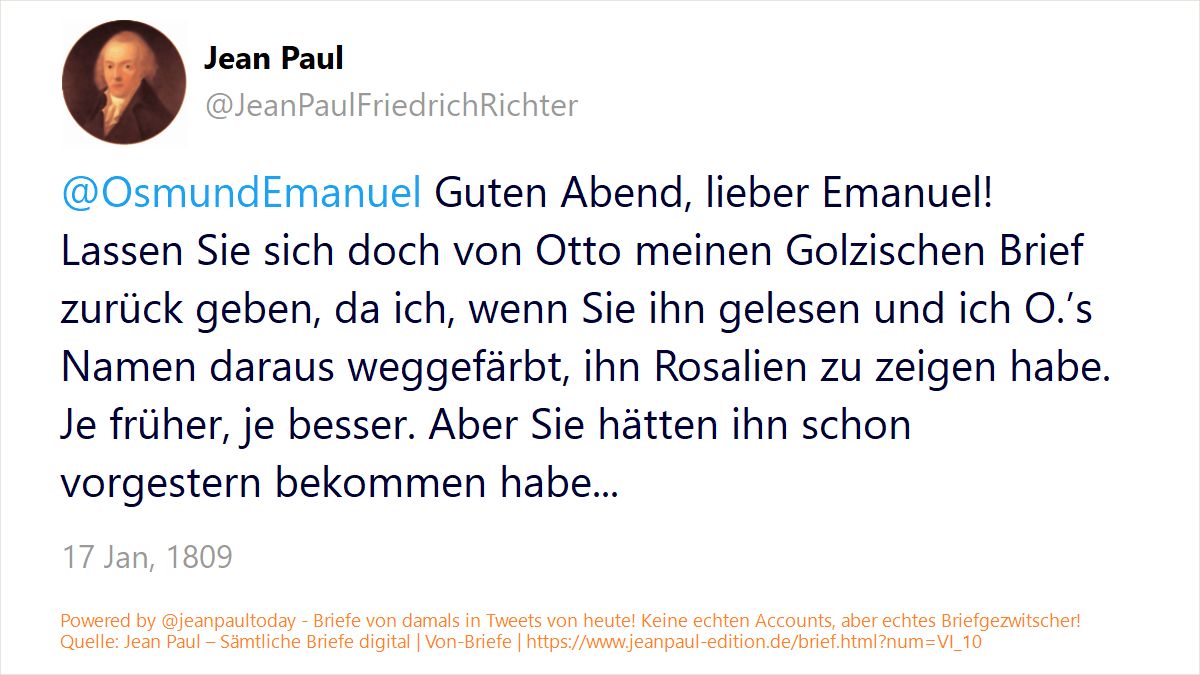 Jean Paul
@JeanPaulFriedrichRichter
@OsmundEmanuel Guten Abend, lieber Emanuel!
Lassen Sie sich doch von Otto meinen Golzischen Brief
zurück geben, da ich, wenn Sie ihn gelesen und ich O.’s
Namen daraus weggefärbt, ihn Rosalien zu zeigen habe.
Je früher, je besser. Aber Sie hätten ihn schon
vorgestern bekommen habe...
17 Jan, 1809
Powered by @jeanpaultoday - Briefe von damals in Tweets von heute! Keine echten Accounts, aber echtes Briefgezwitscher!
Quelle: Jean Paul – Sämtliche Briefe digital | Von-Briefe | https://www.jeanpaul-edition.de/brief.html?num=VI_10